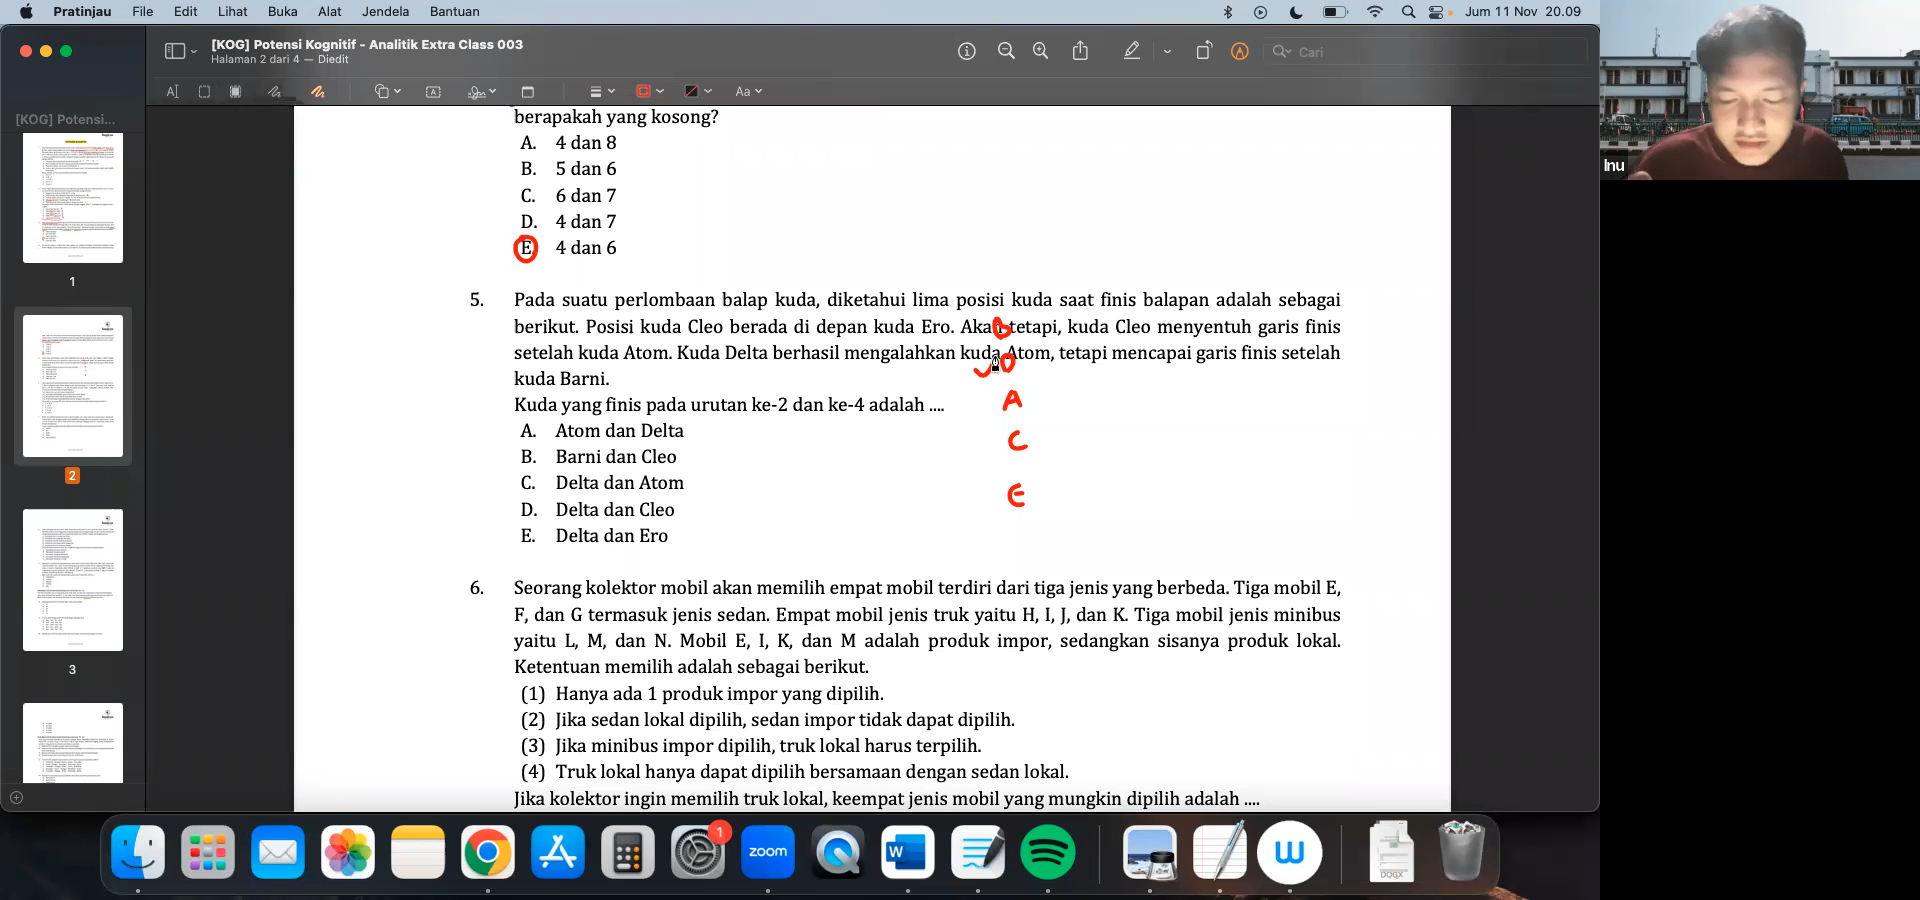 Pratinjau File Edit Lihat Buka Alat Jendela Bantuan
Jum 11 Nov 20.09
[KOG] Potensi Kognitif - Analitik Extra Class 003
Halaman 2 dari 4 — Diedit
Cari
Aa
[KOG] Potensi...
1
2
3
berapakah yang kosong?
A. 4 dan 8
B. 5 dan 6
C. 6 dan 7
D. 4 dan 7
E 4 dan 6
5. Pada suatu perlombaan balap kuda, diketahui lima posisi kuda saat finis balapan adalah sebagai
berikut. Posisi kuda Cleo berada di depan kuda Ero. Akan tetapi, kuda Cleo menyentuh garis finis
setelah kuda Atom. Kuda Delta berhasil mengalahkan kuda Atom, tetapi mencapai garis finis setelah
kuda Barni.
Kuda yang finis pada urutan ke-2 dan ke-4 adalah ....
A. Atom dan Delta
B. Barni dan Cleo
C. Delta dan Atom
D. Delta dan Cleo
E. Delta dan Ero
B
D
A
C
E
6. Seorang kolektor mobil akan memilih empat mobil terdiri dari tiga jenis yang berbeda. Tiga mobil E,
F, dan G termasuk jenis sedan. Empat mobil jenis truk yaitu H, I, J, dan K. Tiga mobil jenis minibus
yaitu L, M, dan N. Mobil E, I, K, dan M adalah produk impor, sedangkan sisanya produk lokal.
Ketentuan memilih adalah sebagai berikut.
(1) Hanya ada 1 produk impor yang dipilih.
(2) Jika sedan lokal dipilih, sedan impor tidak dapat dipilih.
(3) Jika minibus impor dipilih, truk lokal harus terpilih.
(4) Truk lokal hanya dapat dipilih bersamaan dengan sedan lokal.
Jika kolektor ingin memilih truk lokal, keempat jenis mobil yang mungkin dipilih adalah ....
Inu
1
zoom
W
DQQX